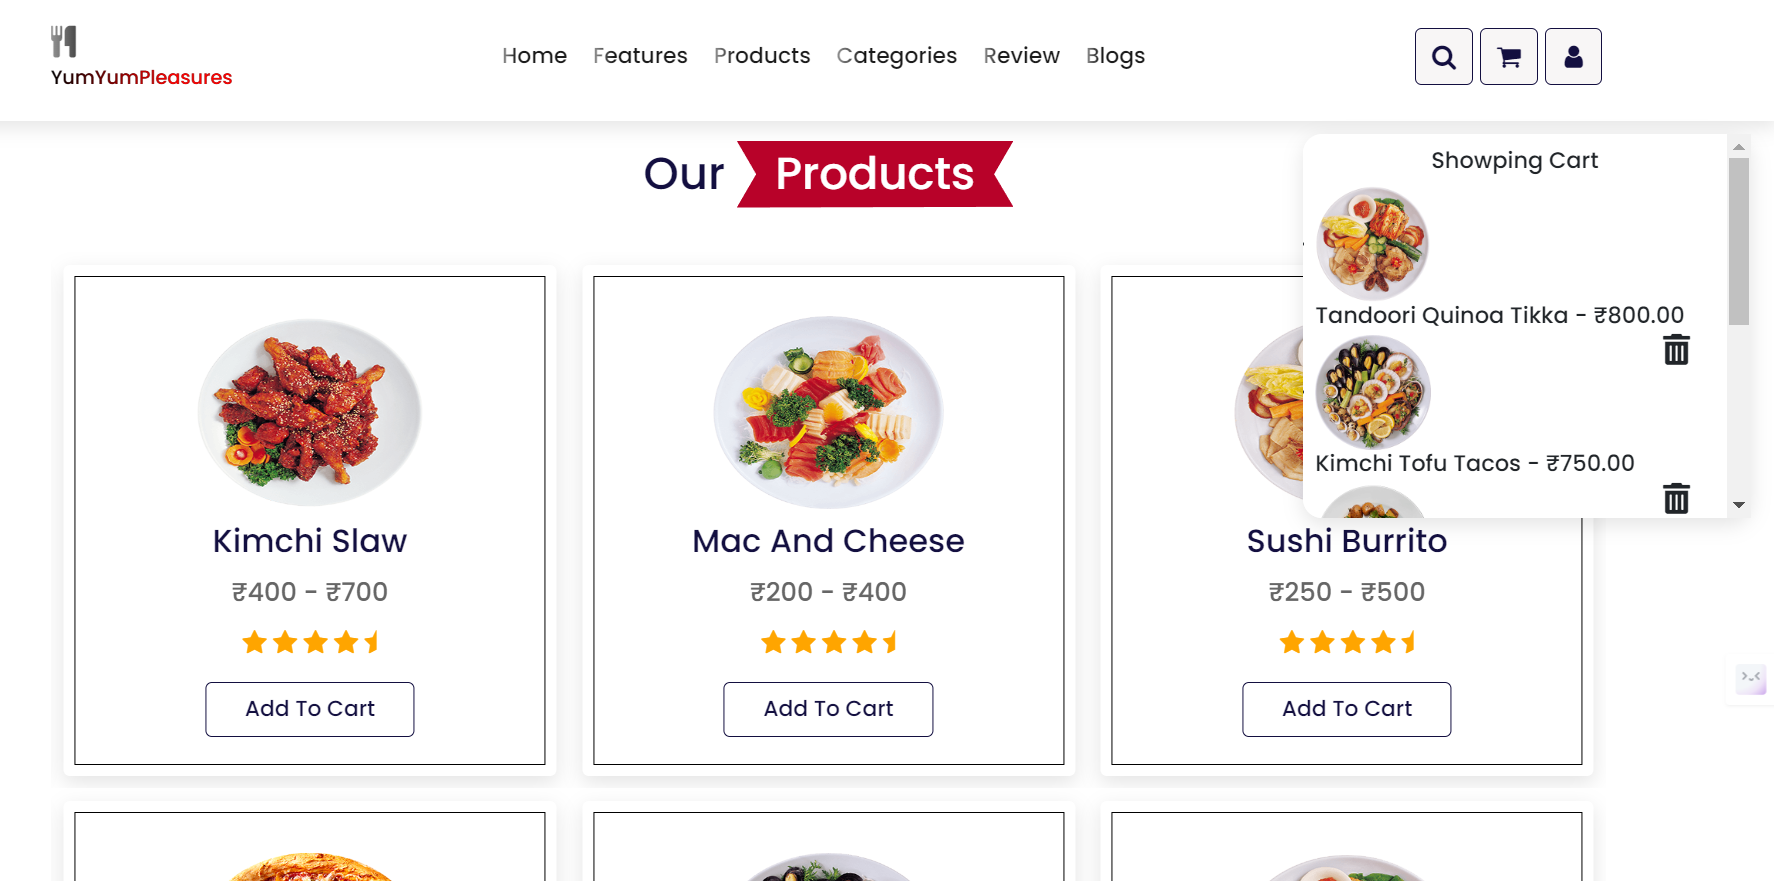 YumYumPleasures
Home Features Products Categories Review Blogs
Our Products
Showping Cart
Tandoori Quinoa Tikka - ₹800.00
Kimchi Tofu Tacos - ₹750.00
Kimchi Slaw
₹400 - ₹700
Add To Cart
Mac And Cheese
₹200 - ₹400
Add To Cart
Sushi Burrito
₹250 - ₹500
Add To Cart